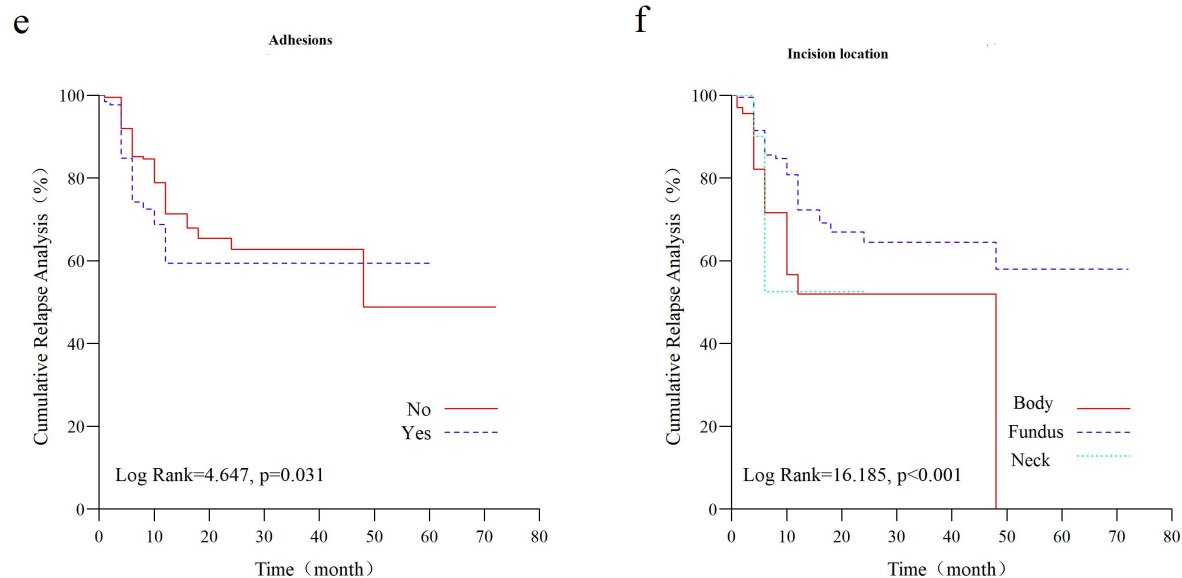 e
Adhesions
100
80
60
40
20
0
Cumulative Relapse Analysis（%）
No
Yes
Log Rank=4.647, p=0.031
0 10 20 30 40 50 60 70 80
Time（month）
f
Incision location
100
80
60
40
20
0
Cumulative Relapse Analysis（%）
Body
Fundus
Neck
Log Rank=16.185, p<0.001
0 10 20 30 40 50 60 70 80
Time（month）